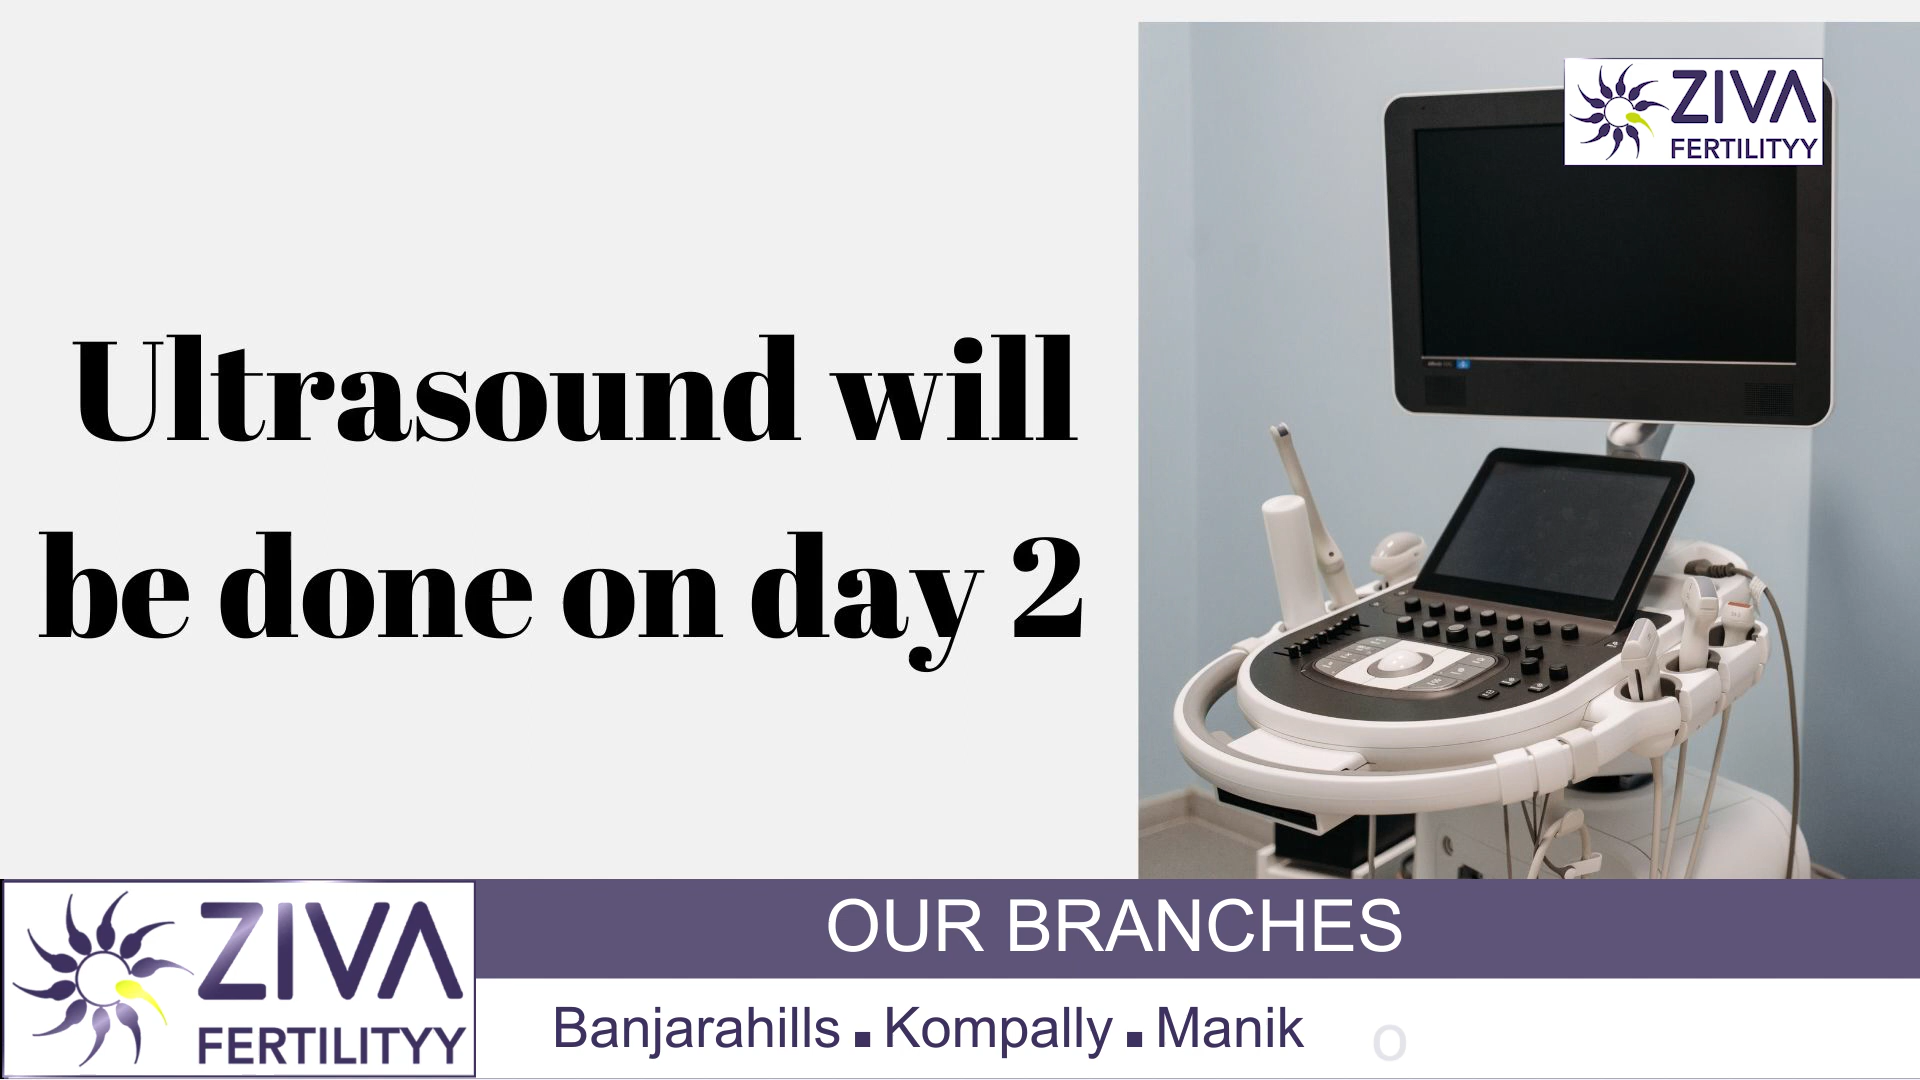 Ultrasound will
be done on day 2
ZIVA
FERTILITYY
ZIVA
FERTILITYY
OUR BRANCHES
Banjarahills ▪ Kompally ▪ Manik o